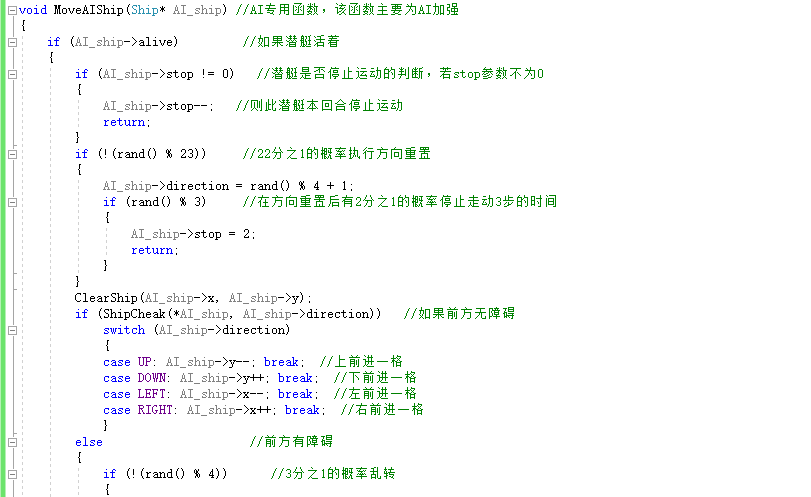 void MoveAIShip(Ship* AI_ship) //AI专用函数，该函数主要为AI加强
{
if (AI_ship->alive) //如果潜艇活着
{
if (AI_ship->stop != 0) //潜艇是否停止运动的判断，若stop参数不为0
{
AI_ship->stop--; //则此潜艇本回合停止运动
return;
}
if (!(rand() % 23)) //22分之1的概率执行方向重置
{
AI_ship->direction = rand() % 4 + 1;
if (rand() % 3) //在方向重置后有2分之1的概率停止走动3步的时间
{
AI_ship->stop = 2;
return;
}
}
ClearShip(AI_ship->x, AI_ship->y);
if (ShipCheak(*AI_ship, AI_ship->direction)) //如果前方无障碍
switch (AI_ship->direction)
{
case UP: AI_ship->y--; break; //上前进一格
case DOWN: AI_ship->y++; break; //下前进一格
case LEFT: AI_ship->x--; break; //左前进一格
case RIGHT: AI_ship->x++; break; //右前进一格
}
else //前方有障碍
{
if (!(rand() % 4)) //3分之1的概率乱转
{